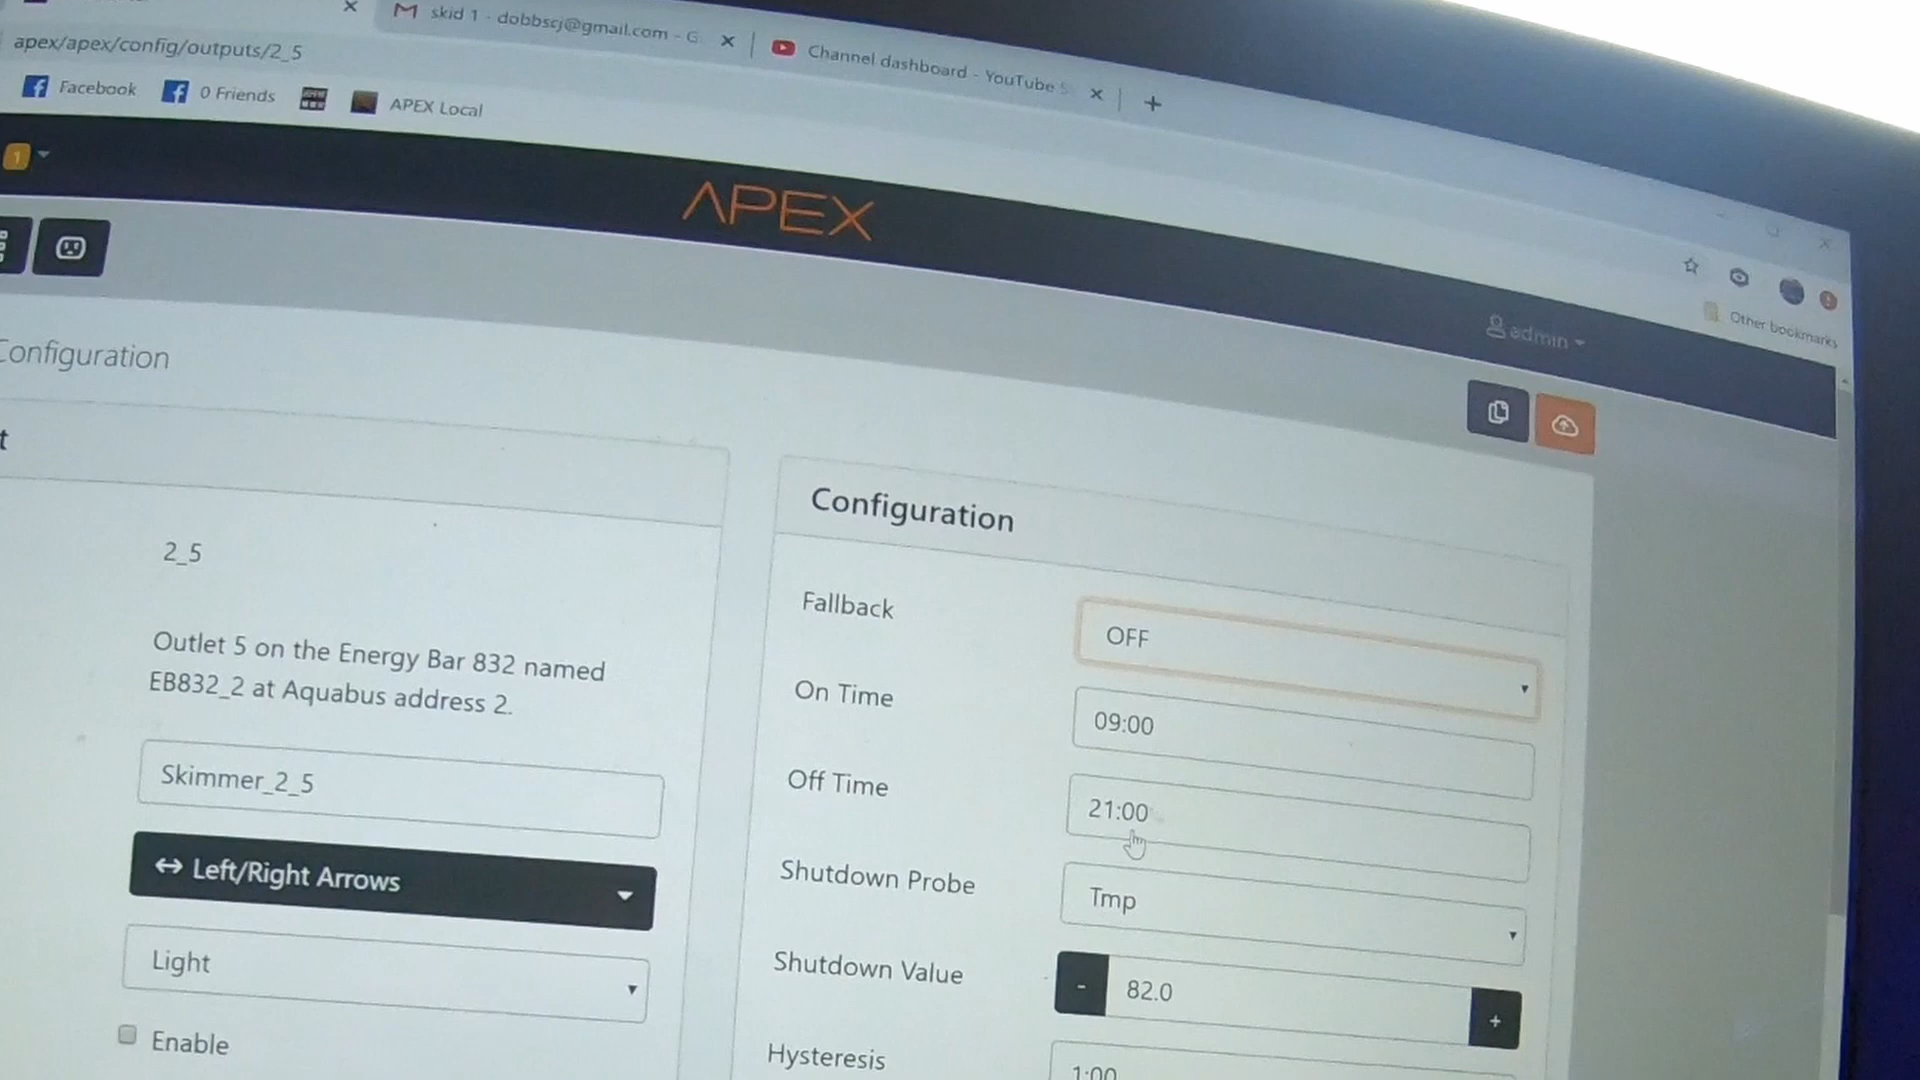 skid 1 - dobbscj@gmail.com - G
Channel dashboard - YouTube S
apex/apex/config/outputs/2_5
Facebook
0 Friends
APEX Local
Other bookmarks
1
APEX
admin
Configuration
t
2_5
Outlet 5 on the Energy Bar 832 named
EB832_2 at Aquabus address 2.
Skimmer_2_5
Left/Right Arrows
Light
Enable
Configuration
Fallback
OFF
On Time
09:00
Off Time
21:00
Shutdown Probe
Tmp
Shutdown Value
- 82.0 +
Hysteresis
1:00